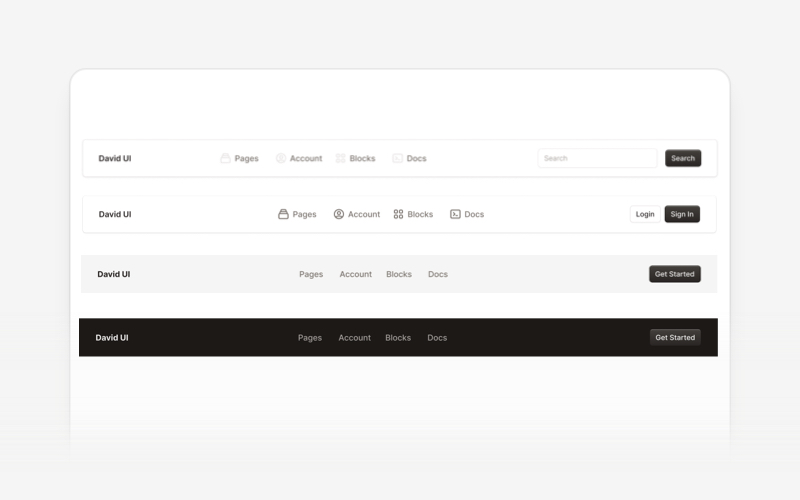 David UI Pages Account Blocks Docs Search Search
David UI Pages Account Blocks Docs Login Sign In
David UI Pages Account Blocks Docs Get Started
David UI Pages Account Blocks Docs Get Started